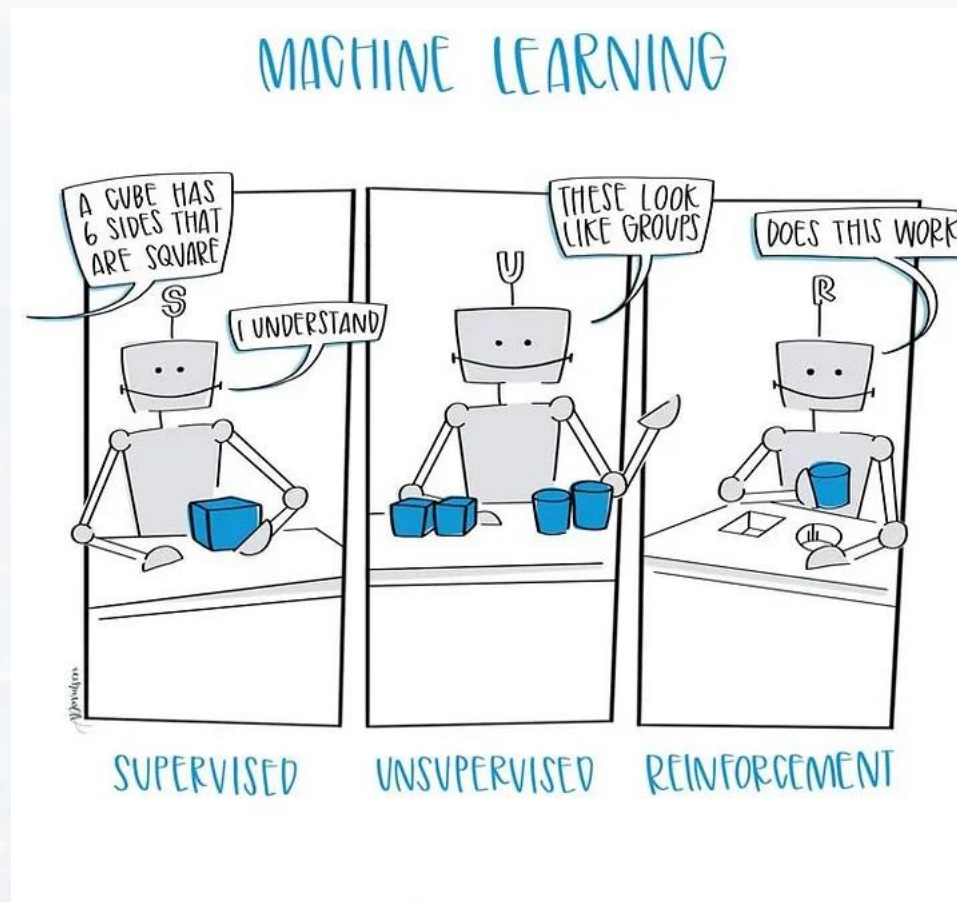 MACHINE LEARNING
A CUBE HAS
6 SIDES THAT
ARE SQUARE
S
I UNDERSTAND
THESE LOOK
LIKE GROUPS
U
DOES THIS WORK
R
SUPERVISED
UNSUPERVISED
REINFORCEMENT